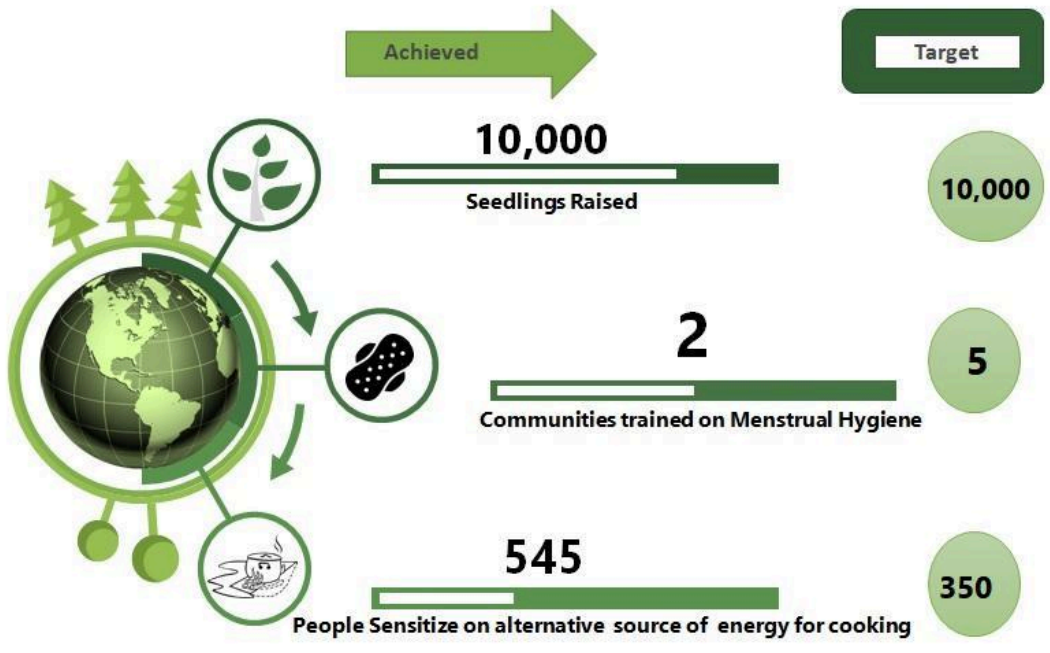 Achieved
Target
10,000
Seedlings Raised
10,000
2
Communities trained on Menstrual Hygiene
5
545
People Sensitize on alternative source of energy for cooking
350